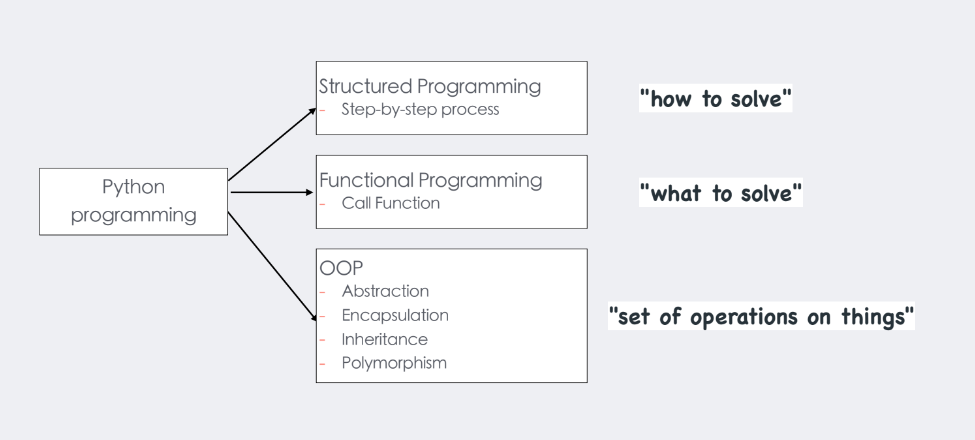 Python
programming
Structured Programming
- Step-by-step process
"how to solve"
Functional Programming
- Call Function
"what to solve"
OOP
- Abstraction
- Encapsulation
- Inheritance
- Polymorphism
"set of operations on things"